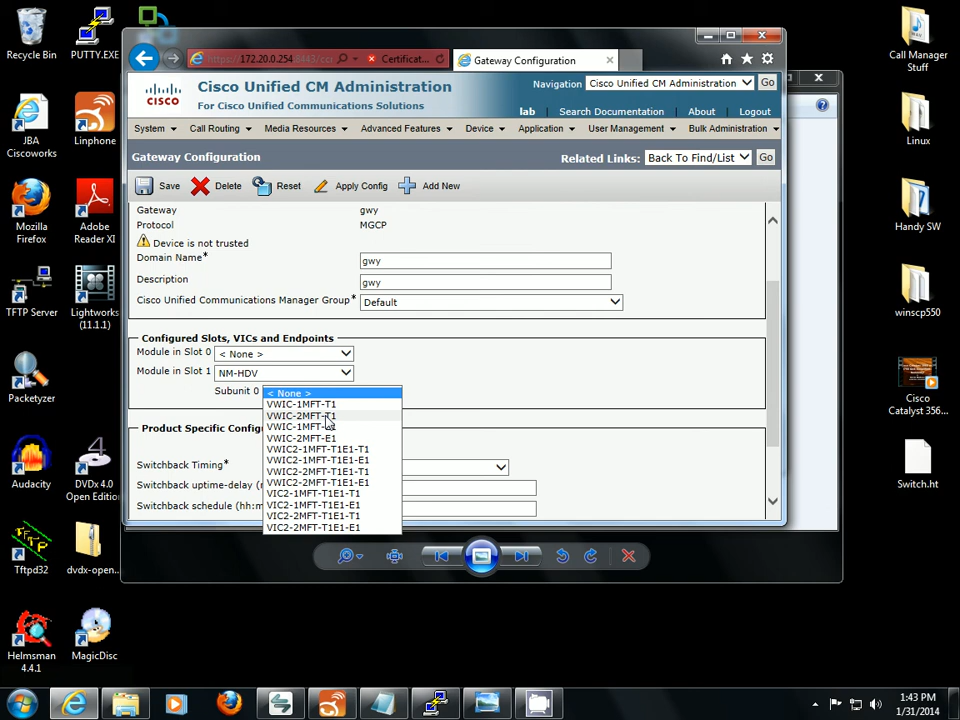 Recycle Bin
PUTTY.EXE
JBA
Ciscoworks
Linphone
Mozilla
Firefox
Adobe
Reader XI
TFTP Server
Lightworks
(11.1.1)
Packetyzer
Audacity
DVDx 4.0
Open Edition
Tftpd32
dvdx-open...
Helmsman
4.4.1
MagicDisc
https://172.20.0.254:8443/cc
Certificat...
Gateway Configuration
CISCO
Cisco Unified CM Administration
For Cisco Unified Communications Solutions
Navigation Cisco Unified CM Administration Go
lab Search Documentation About Logout
System Call Routing Media Resources Advanced Features Device Application User Management Bulk Administration
Gateway Configuration
Related Links: Back To Find/List Go
Save Delete Reset Apply Config Add New
Gateway gwy
Protocol MGCP
Device is not trusted
Domain Name* gwy
Description gwy
Cisco Unified Communications Manager Group* Default
Configured Slots, VICs and Endpoints
Module in Slot 0 < None >
Module in Slot 1 NM-HDV
Subunit 0
< None >
VWIC-1MFT-T1
VWIC-2MFT-T1
VWIC-1MFT-E1
VWIC-2MFT-E1
VWIC2-1MFT-T1E1-T1
VWIC2-1MFT-T1E1-E1
VWIC2-2MFT-T1E1-T1
VWIC2-2MFT-T1E1-E1
VIC2-1MFT-T1E1-T1
VIC2-1MFT-T1E1-E1
VIC2-2MFT-T1E1-T1
VIC2-2MFT-T1E1-E1
Product Specific Config
Switchback Timing*
Switchback uptime-delay (
Switchback schedule (hh:m
Call Manager
Stuff
Linux
Handy SW
winscp550
Cisco
Catalyst 356...
Switch.ht
1:43 PM
1/31/2014